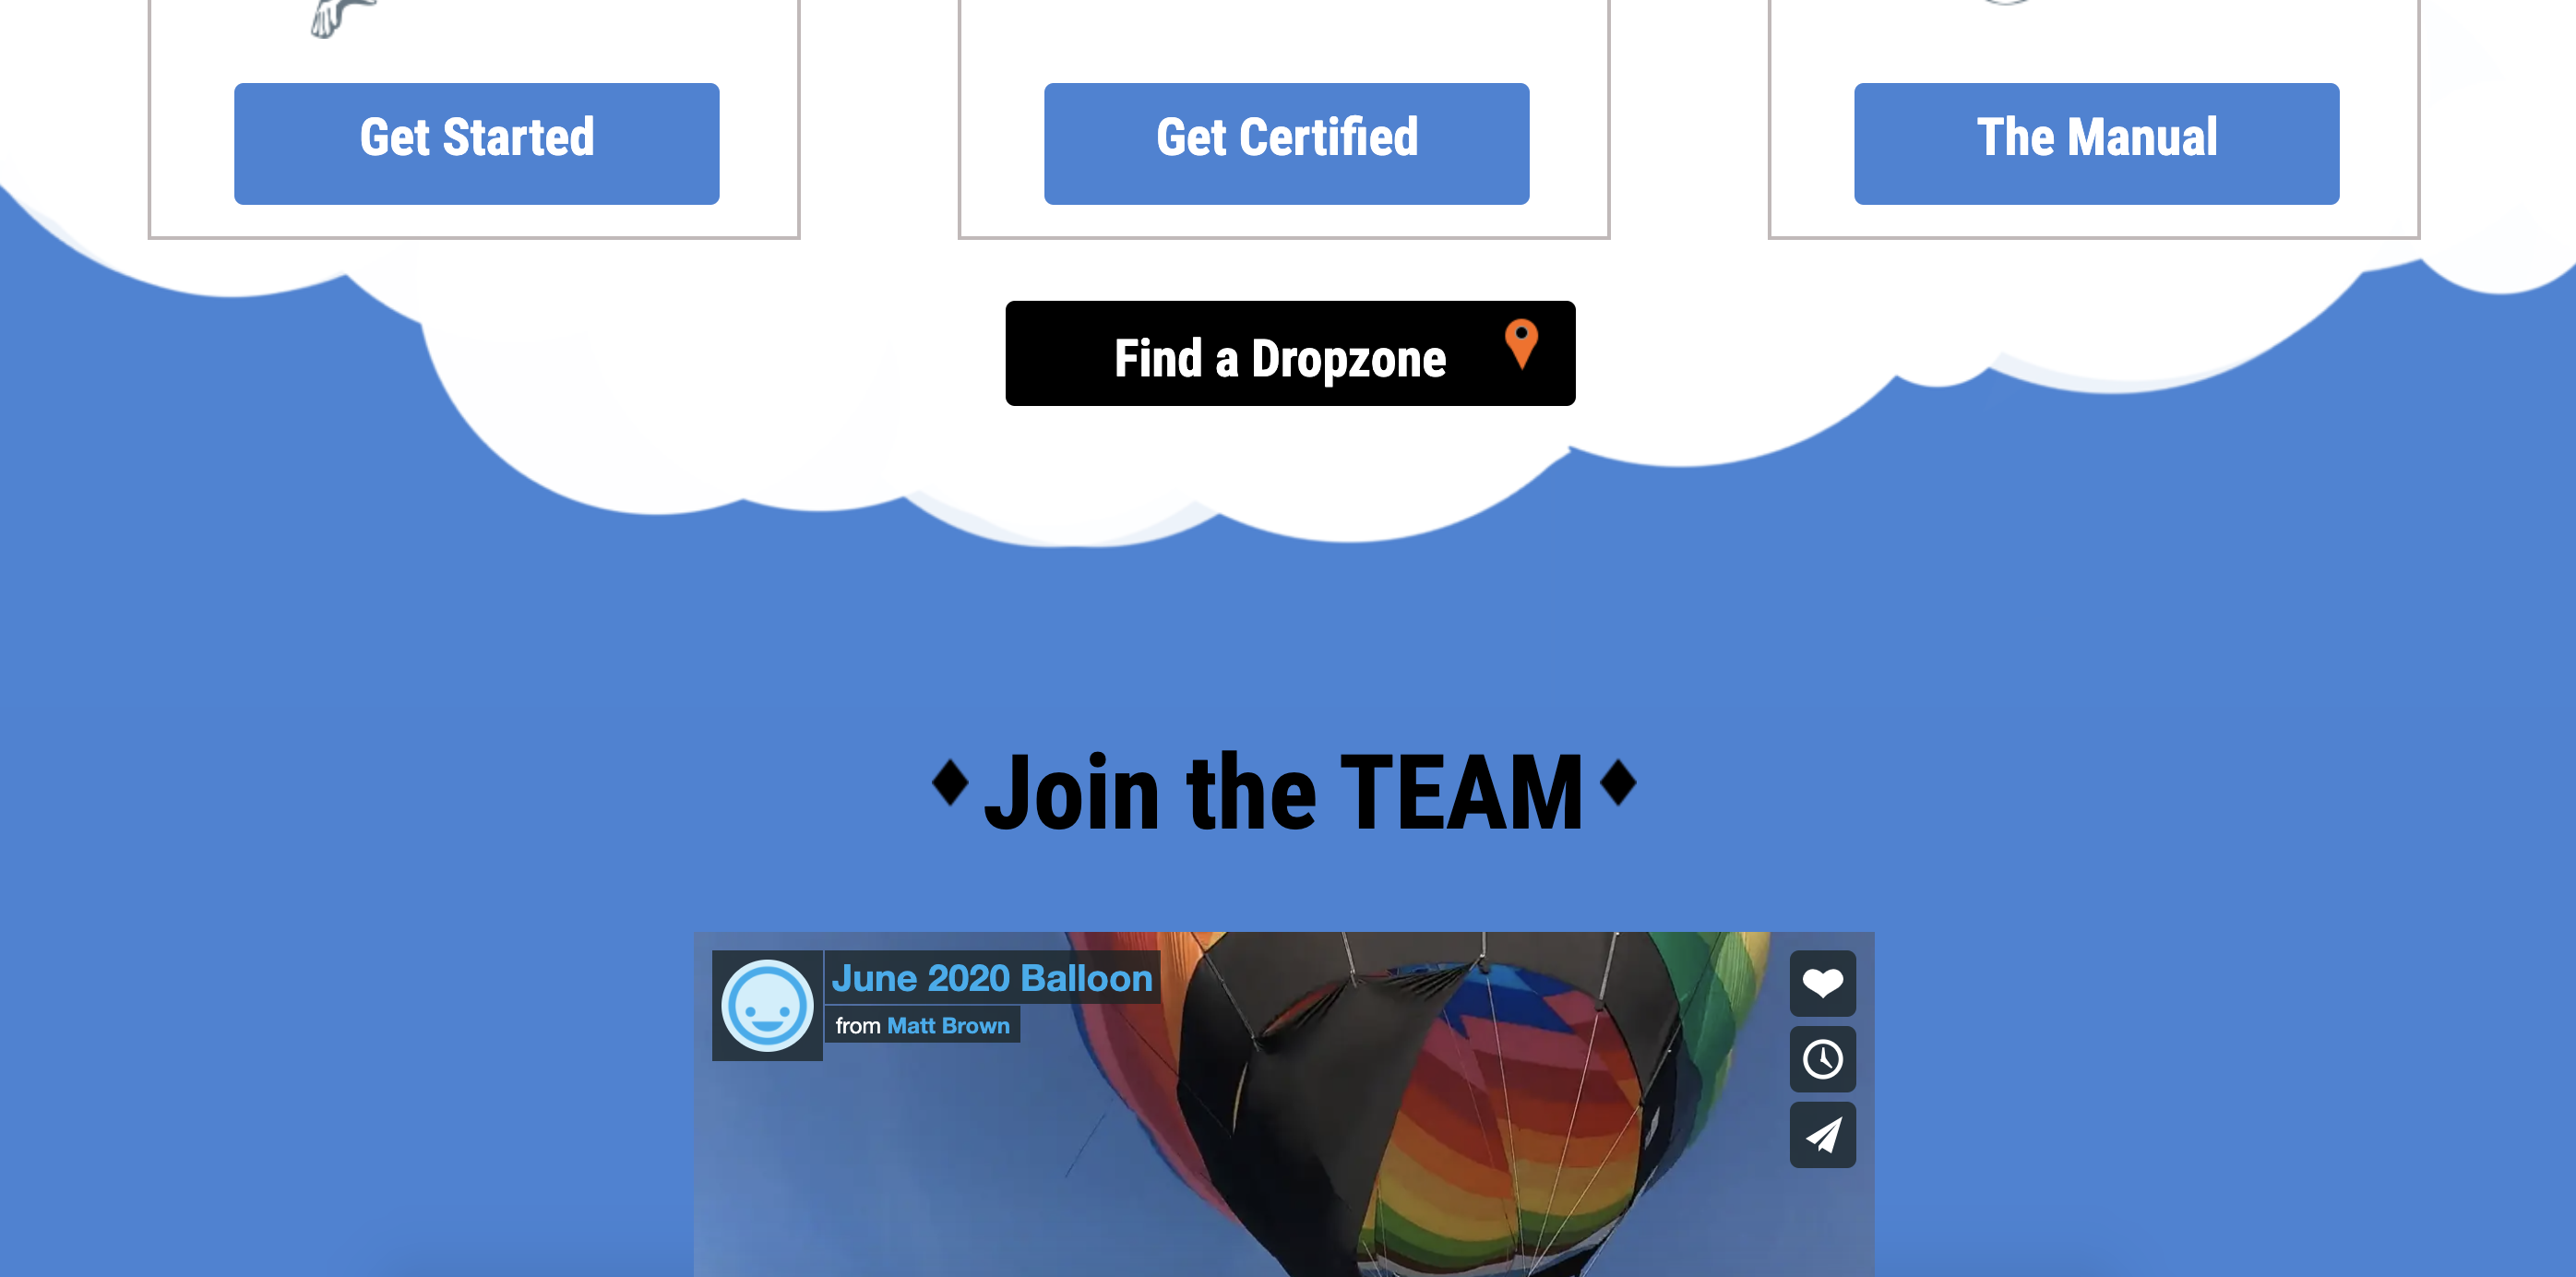 Get Started
Get Certified
The Manual
Find a Dropzone
Join the TEAM
June 2020 Balloon
from Matt Brown